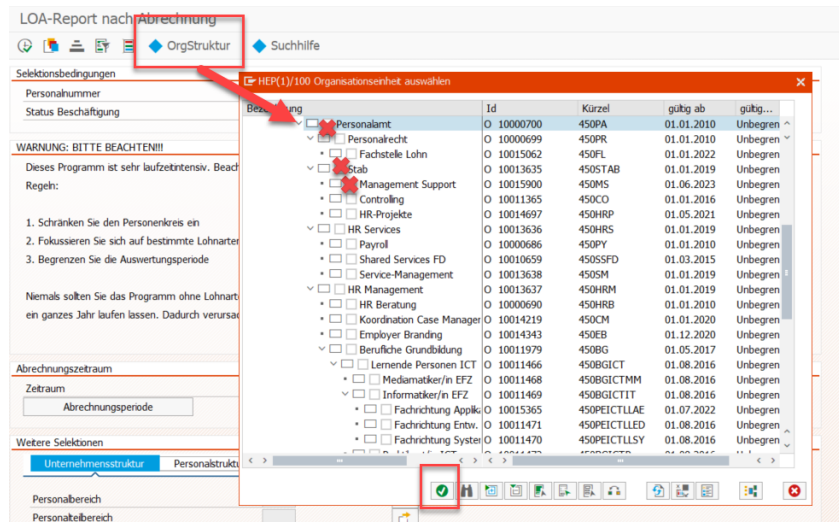 LOA-Report nach Abrechnung
OrgStruktur
Suchhilfe
Selektionsbedingungen
Personalnummer
Status Beschäftigung
WARNUNG: BITTE BEACHTEN!!!
Dieses Programm ist sehr laufzeitintensiv. Beach
Regeln:
1. Schränken Sie den Personenkreis ein
2. Fokussieren Sie sich auf bestimmte Lohnarter
3. Begrenzen Sie die Auswertungsperiode
Niemals sollten Sie das Programm ohne Lohnart
ein ganzes Jahr laufen lassen. Dadurch verursac
Abrechnungszeitraum
Zeitraum
Abrechnungsperiode
Weitere Selektionen
Unternehmensstruktur Personalstruktu
Personalbereich
Personalteilbereich
HEP(1)/100 Organisationseinheit auswählen
Id Kürzel gültig ab gültig...
Personalamt O 10000700 450PA 01.01.2010 Unbegren
Personalrecht O 10000699 450PR 01.01.2010 Unbegren
Fachstelle Lohn O 10015062 450FL 01.01.2022 Unbegren
Stab O 10013635 450STAB 01.01.2019 Unbegren
Management Support O 10015900 450MS 01.06.2023 Unbegren
Controling O 10011365 450CO 01.01.2016 Unbegren
HR-Projekte O 10014697 450HRP 01.05.2021 Unbegren
HR Services O 10013636 450HRS 01.01.2019 Unbegren
Payrol O 10000686 450PY 01.01.2010 Unbegren
Shared Services FD O 10010659 450SSFD 01.03.2015 Unbegren
Service-Management O 10013638 450SM 01.01.2019 Unbegren
HR Management O 10013637 450HRM 01.01.2019 Unbegren
HR Beratung O 10000690 450HRB 01.01.2010 Unbegren
Koordination Case Manager O 10014219 450CM 01.01.2020 Unbegren
Employer Branding O 10014343 450EB 01.12.2020 Unbegren
Berufliche Grundbildung O 10011979 450BG 01.05.2017 Unbegren
Lernende Personen ICT O 10011466 450BGICT 01.08.2016 Unbegren
Mediamatiker/in EFZ O 10011468 450BGICTMM 01.08.2016 Unbegren
Informatiker/in EFZ O 10011469 450BGICTIT 01.08.2016 Unbegren
Fachrichtung Applik O 10015365 450PEICTLLAE 01.07.2022 Unbegren
Fachrichtung Entw. O 10011471 450PEICTLLED 01.08.2016 Unbegren
Fachrichtung System O 10011470 450PEICTLLSY 01.08.2016 Unbegren